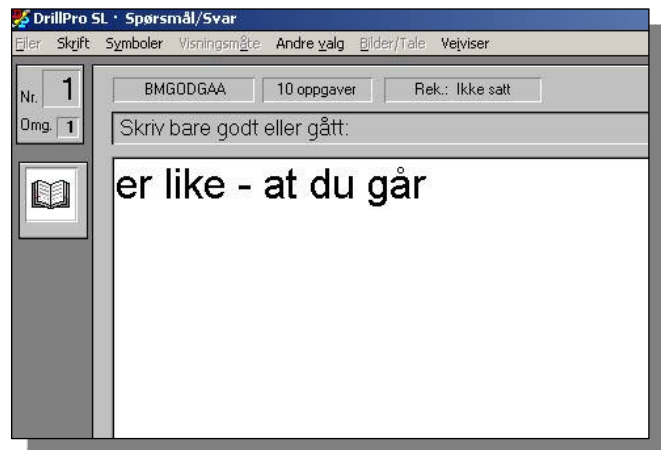 DrillPro SL · Spørsmål/Svar
Filer Skrift Symboler Visningsmåte Andre valg Bilder/Tale Veiviser
Nr. 1 BMGODGAA 10 oppgaver Rek.: Ikke satt
Omg. 1 Skriv bare godt eller gått:
er like - at du går